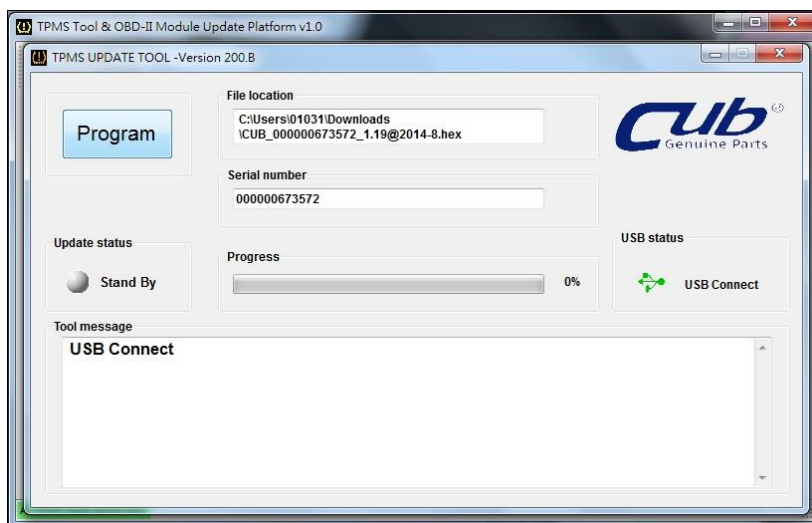 TPMS Tool & OBD-II Module Update Platform v1.0
TPMS UPDATE TOOL -Version 200.B
Program
File location
C:\Users\01031\Downloads
\CUB_000000673572_1.19@2014-8.hex
Cub ®
Genuine Parts
Serial number
000000673572
Update status
Stand By
Progress
0%
USB status
USB Connect
Tool message
USB Connect